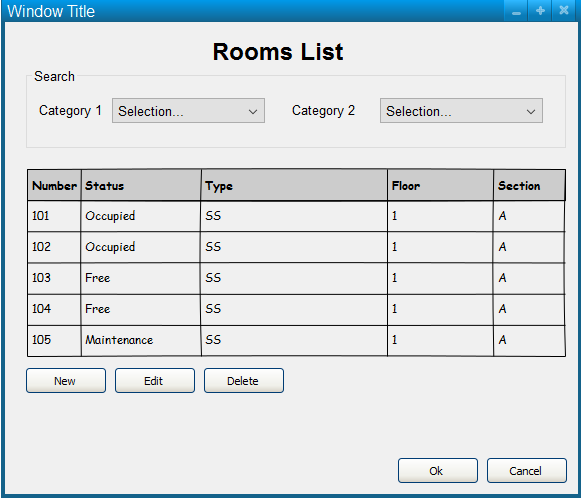 Window Title
Rooms List
Search
Category 1 Selection... Category 2 Selection...
Number Status Type Floor Section
101 Occupied SS 1 A
102 Occupied SS 1 A
103 Free SS 1 A
104 Free SS 1 A
105 Maintenance SS 1 A
New Edit Delete
Ok Cancel